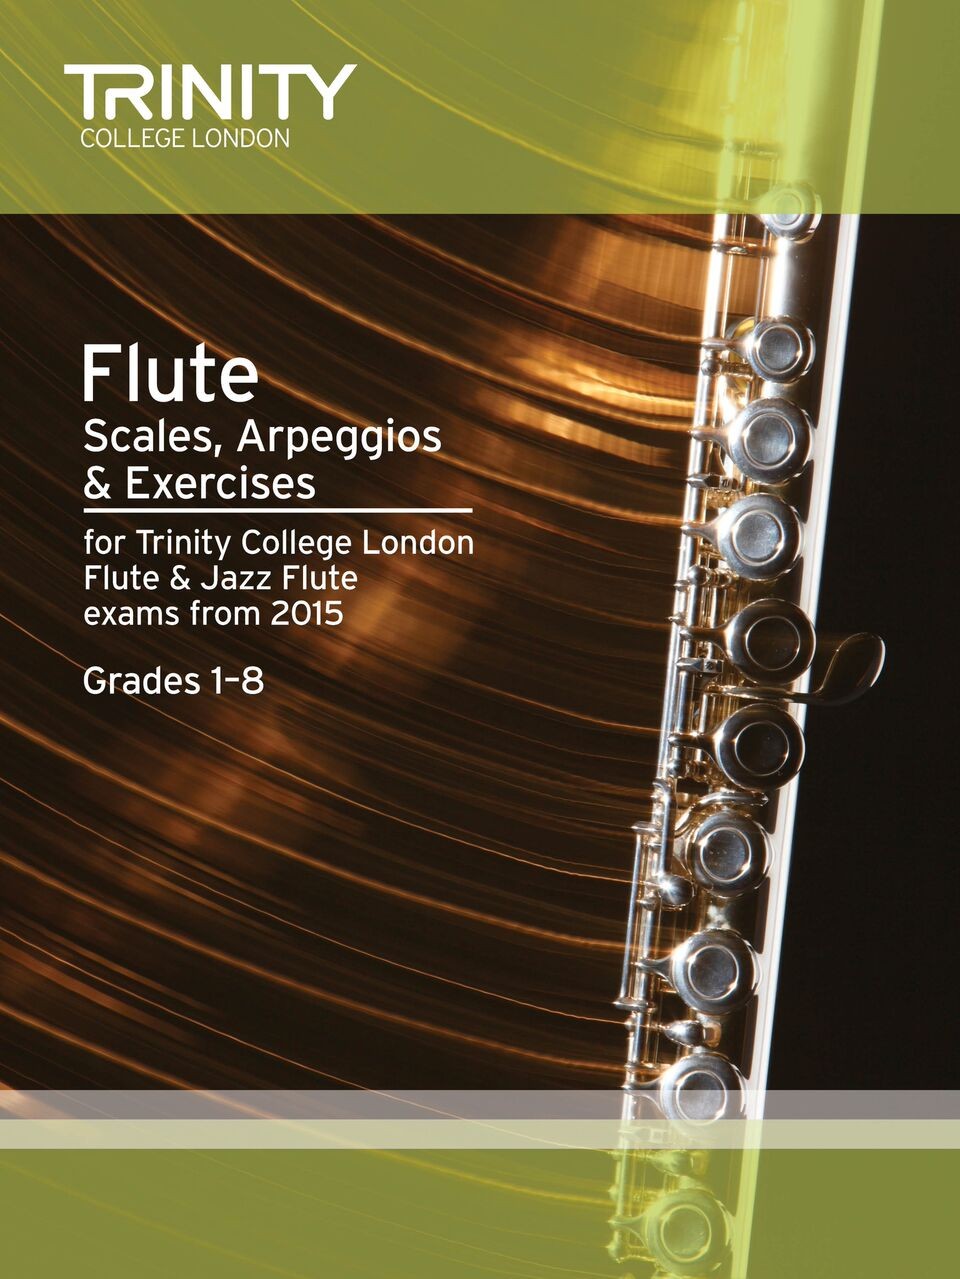 TRINITY
COLLEGE LONDON
Flute
Scales, Arpeggios
& Exercises
for Trinity College London
Flute & Jazz Flute
exams from 2015
Grades 1–8